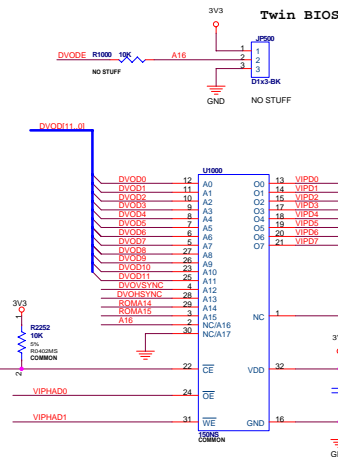 Twin BIOS
3V3
JP500
DVODE R1000 10K A16 1 1
2 2
3 3
NO STUFF
D1x3-BK
GND NO STUFF
DVOD[11..0]
U1000
DVOD0 12 A0 O0 13 VIPD0
DVOD1 11 A1 O1 14 VIPD1
DVOD2 10 A2 O2 15 VIPD2
DVOD3 9 A3 O3 17 VIPD3
DVOD4 8 A4 O4 18 VIPD4
DVOD5 7 A5 O5 19 VIPD5
DVOD6 6 A6 O6 20 VIPD6
DVOD7 5 A7 O7 21 VIPD7
DVOD8 27 A8
DVOD9 26 A9
DVOD10 23 A10
DVOD11 25 A11
DVOVSYNC 4 A12
DVOHSYNC 28 A13
ROMA14 29 A14
ROMA15 3 A15 NC 1
A16 2 NC/A16
30 NC/A17
3V3
1
R2252
10K
5%
R0402MS
COMMON
2
22 CE VDD 32
VIPHAD0 24 OE
VIPHAD1 31 WE GND 16
150NS
COMMON